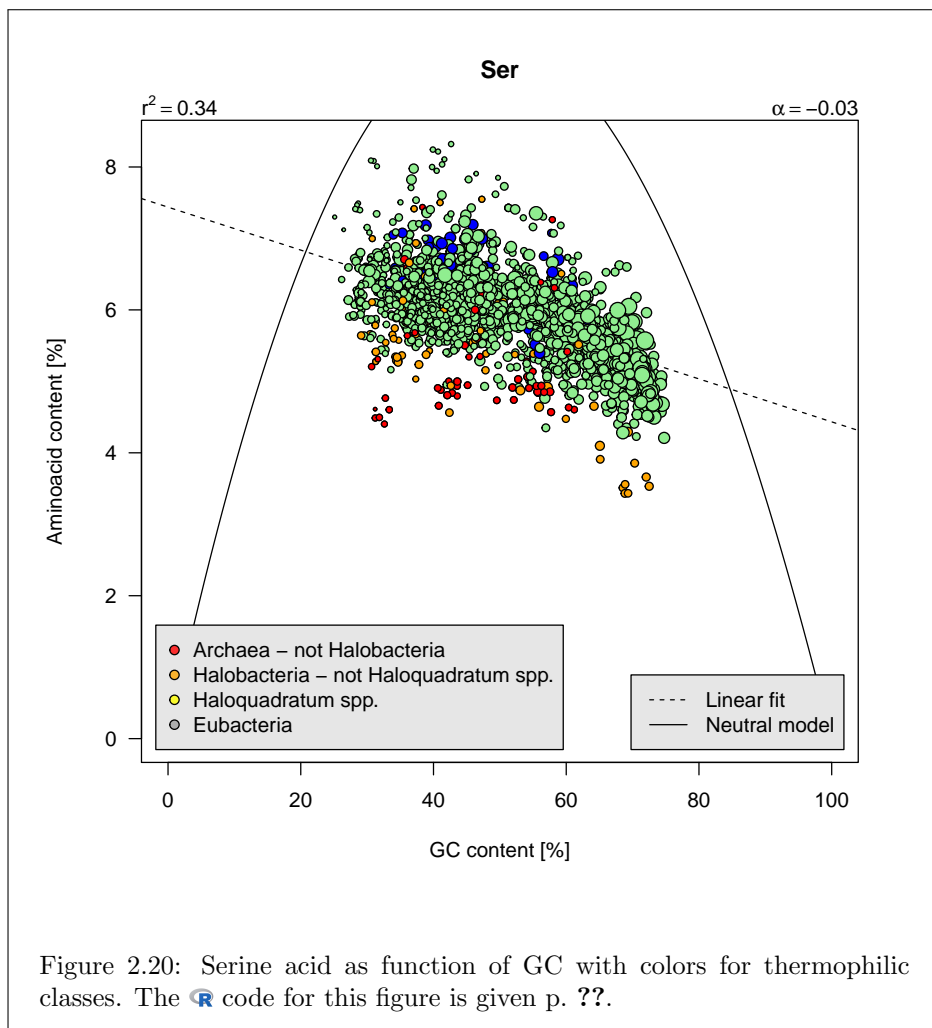 Ser
r² = 0.34
α = −0.03
Aminoacid content [%]
8
6
4
2
0
Archaea − not Halobacteria
Halobacteria − not Haloquadratum spp.
Haloquadratum spp.
Eubacteria
Linear fit
Neutral model
0 20 40 60 80 100
GC content [%]
Figure 2.20: Serine acid as function of GC with colors for thermophilic
classes. The R code for this figure is given p. ??.